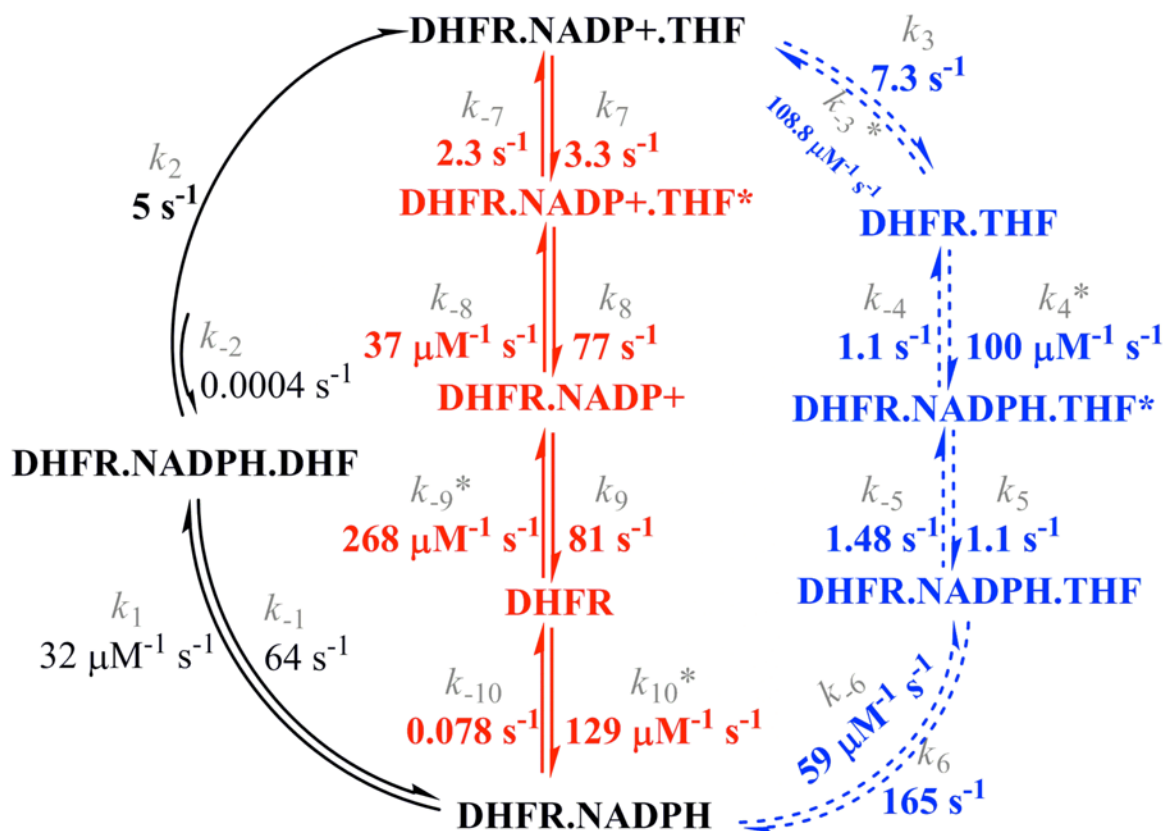 DHFR.NADP+.THF
k₃
7.3 s⁻¹
k₋₃*
108.8 μM⁻¹ s⁻¹
k₋₇
2.3 s⁻¹
k₇
3.3 s⁻¹
k₂
5 s⁻¹
DHFR.NADP+.THF*
DHFR.THF
k₋₈
37 μM⁻¹ s⁻¹
k₈
77 s⁻¹
k₋₄
1.1 s⁻¹
k₄*
100 μM⁻¹ s⁻¹
k₋₂
0.0004 s⁻¹
DHFR.NADP+
DHFR.NADPH.THF*
DHFR.NADPH.DHF
k₋₉*
268 μM⁻¹ s⁻¹
k₉
81 s⁻¹
k₋₅
1.48 s⁻¹
k₅
1.1 s⁻¹
DHFR
DHFR.NADPH.THF
k₁
32 μM⁻¹ s⁻¹
k₋₁
64 s⁻¹
k₋₁₀
0.078 s⁻¹
k₁₀*
129 μM⁻¹ s⁻¹
k₋₆
59 μM⁻¹ s⁻¹
k₆
165 s⁻¹
DHFR.NADPH